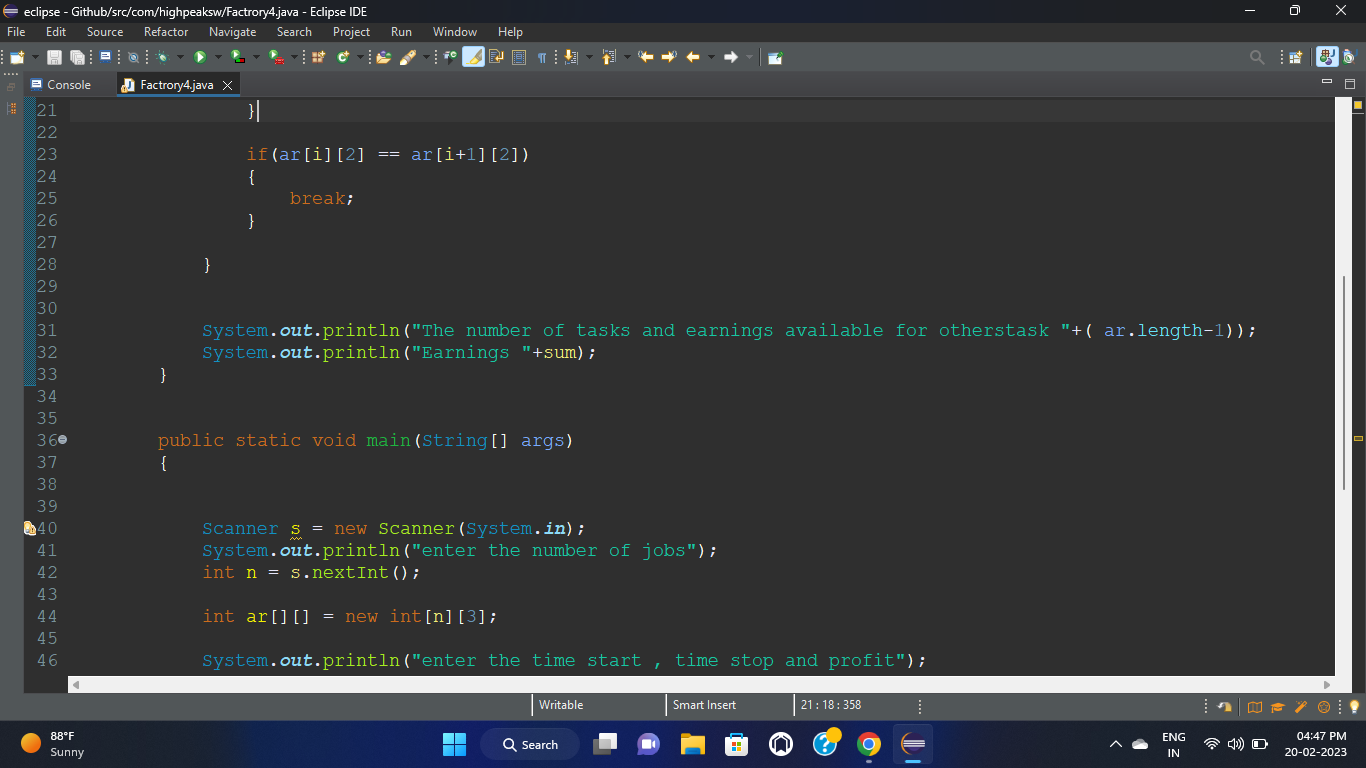 eclipse - Github/src/com/highpeaksw/Factrory4.java - Eclipse IDE
File Edit Source Refactor Navigate Search Project Run Window Help
Console Factrory4.java
21 }
22
23 if(ar[i][2] == ar[i+1][2])
24 {
25 break;
26 }
27
28 }
29
30
31 System.out.println("The number of tasks and earnings available for otherstask "+( ar.length-1));
32 System.out.println("Earnings "+sum);
33 }
34
35
36 public static void main(String[] args)
37 {
38
39
40 Scanner s = new Scanner(System.in);
41 System.out.println("enter the number of jobs");
42 int n = s.nextInt();
43
44 int ar[][] = new int[n][3];
45
46 System.out.println("enter the time start , time stop and profit");
Writable Smart Insert 21 : 18 : 358
88°F
Sunny
Search
ENG
IN
04:47 PM
20-02-2023